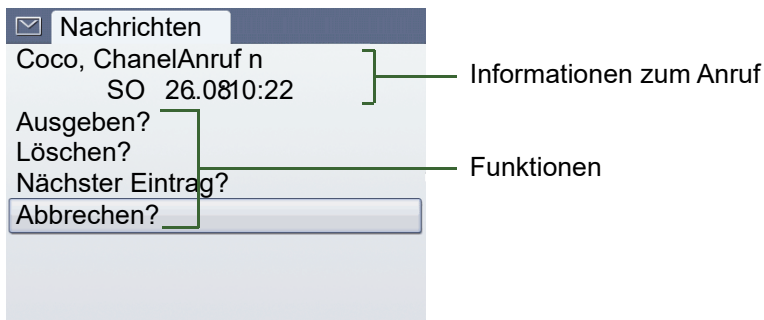 Nachrichten
Coco, ChanelAnruf n
SO 26.0810:22
Informationen zum Anruf
Ausgeben?
Löschen?
Nächster Eintrag?
Funktionen
Abbrechen?